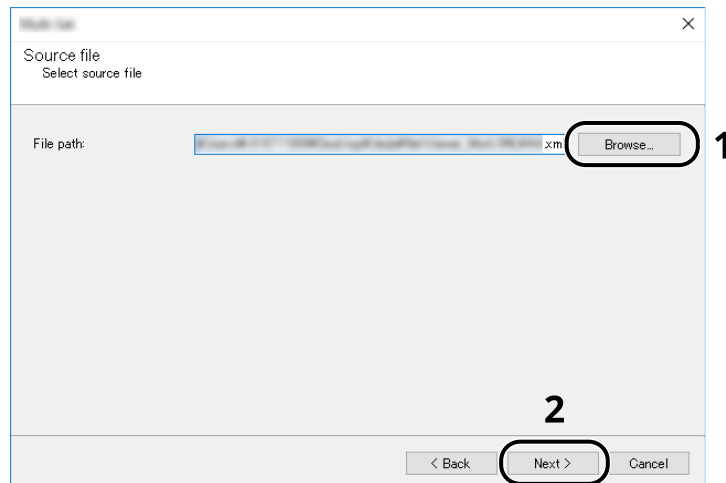 Source file
Select source file
File path:
xm
Browse...
1
2
< Back
Next >
Cancel